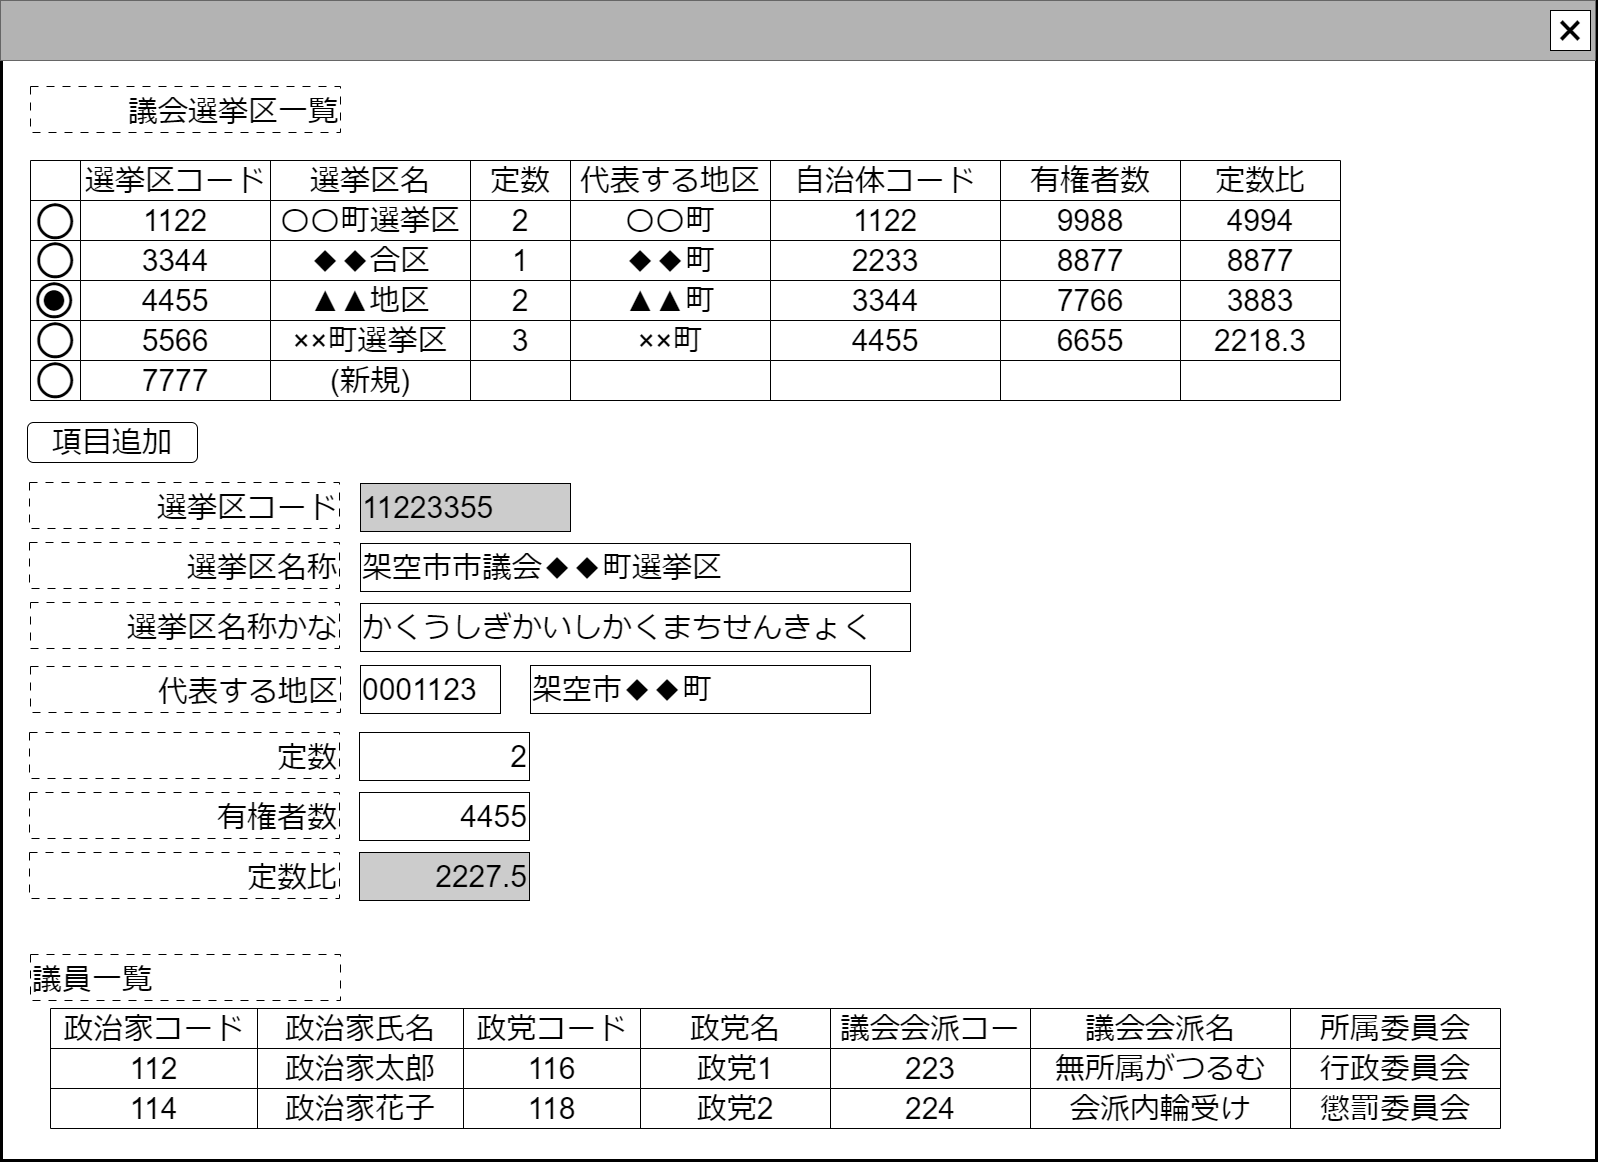 議会選挙区一覧
選挙区コード 選挙区名 定数 代表する地区 自治体コード 有権者数 定数比
1122 〇〇町選挙区 2 〇〇町 1122 9988 4994
3344 ◆◆合区 1 ◆◆町 2233 8877 8877
4455 ▲▲地区 2 ▲▲町 3344 7766 3883
5566 ××町選挙区 3 ××町 4455 6655 2218.3
7777 (新規)
項目追加
選挙区コード 11223355
選挙区名称 架空市市議会◆◆町選挙区
選挙区名称かな かくうしぎかいしかくまちせんきょく
代表する地区 0001123 架空市◆◆町
定数 2
有権者数 4455
定数比 2227.5
議員一覧
政治家コード 政治家氏名 政党コード 政党名 議会会派コー 議会会派名 所属委員会
112 政治家太郎 116 政党1 223 無所属がつるむ 行政委員会
114 政治家花子 118 政党2 224 会派内輪受け 懲罰委員会